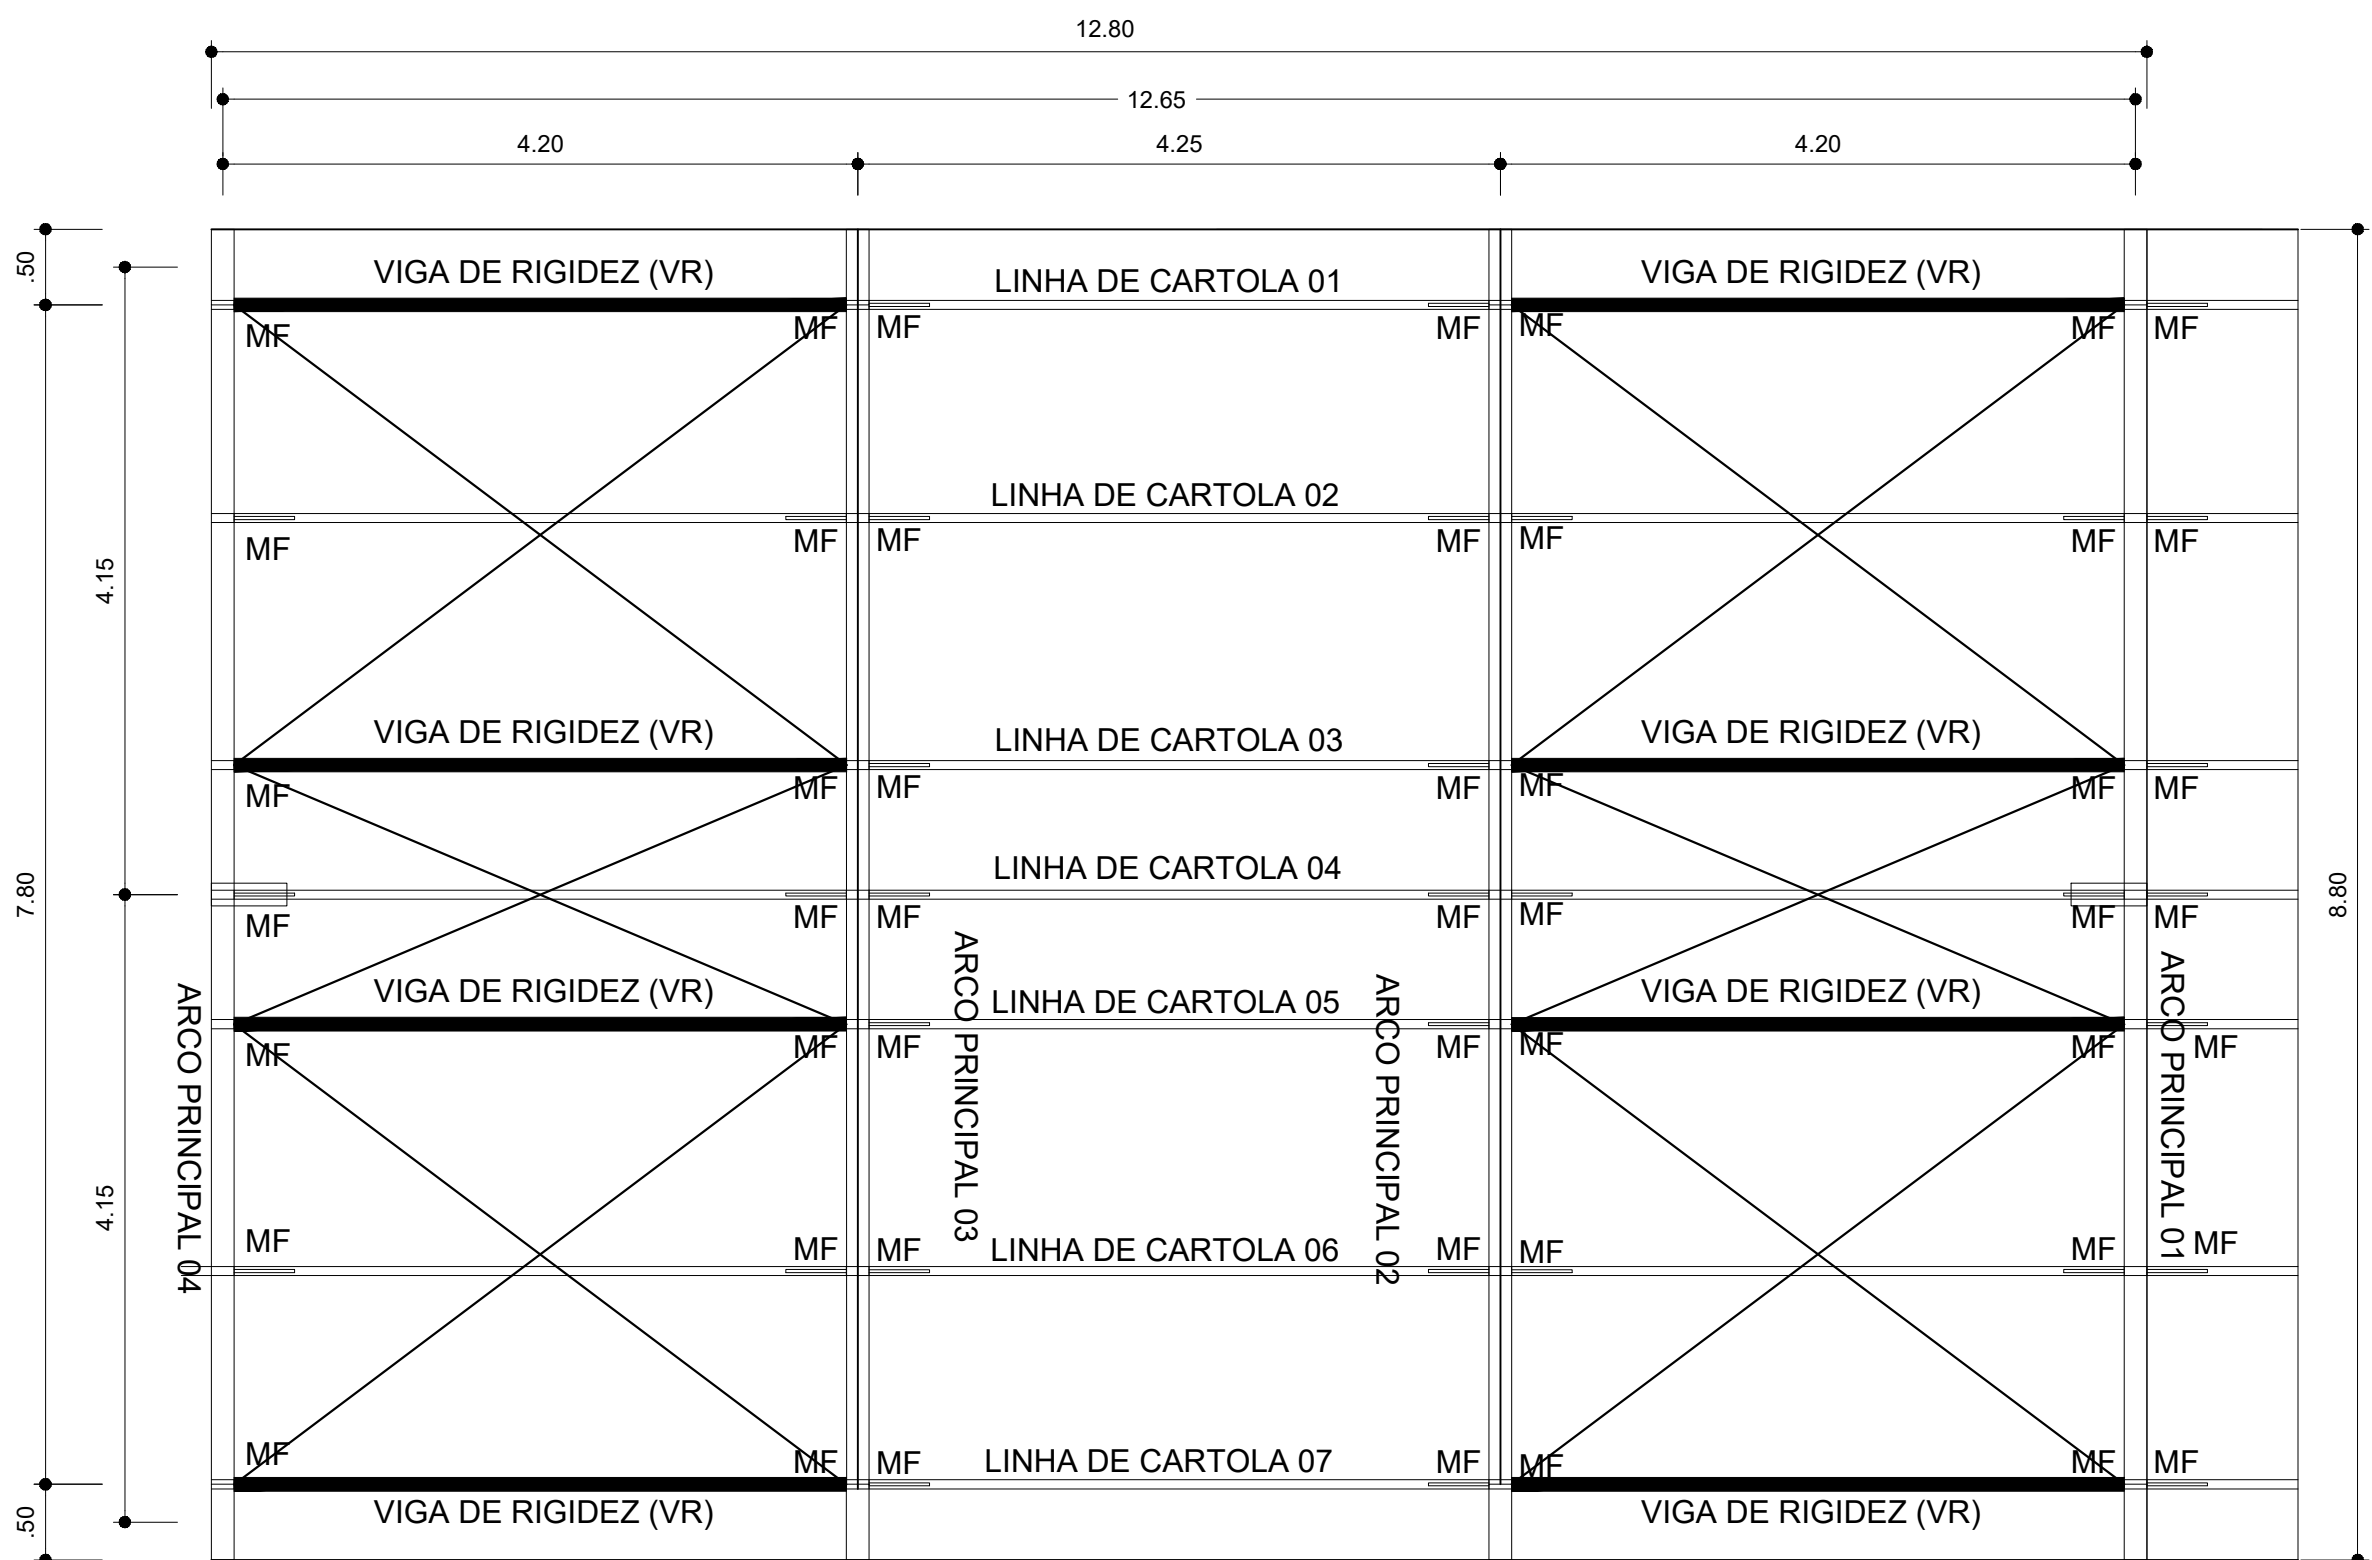 12.80
12.65
4.20 4.25 4.20
.50
VIGA DE RIGIDEZ (VR) LINHA DE CARTOLA 01 VIGA DE RIGIDEZ (VR)
MF MF MF MF MF MF MF
LINHA DE CARTOLA 02
MF MF MF MF MF MF MF
4.15
VIGA DE RIGIDEZ (VR) LINHA DE CARTOLA 03 VIGA DE RIGIDEZ (VR)
MF MF MF MF MF MF MF
LINHA DE CARTOLA 04
7.80
8.80
MF MF MF MF MF MF MF
VIGA DE RIGIDEZ (VR) LINHA DE CARTOLA 05 VIGA DE RIGIDEZ (VR)
MF MF MF MF MF MF MF
ARCO PRINCIPAL 04
ARCO PRINCIPAL 03
ARCO PRINCIPAL 02
ARCO PRINCIPAL 01
4.15
MF MF MF LINHA DE CARTOLA 06 MF MF MF MF
MF MF MF LINHA DE CARTOLA 07 MF MF MF MF
VIGA DE RIGIDEZ (VR) VIGA DE RIGIDEZ (VR)
.50